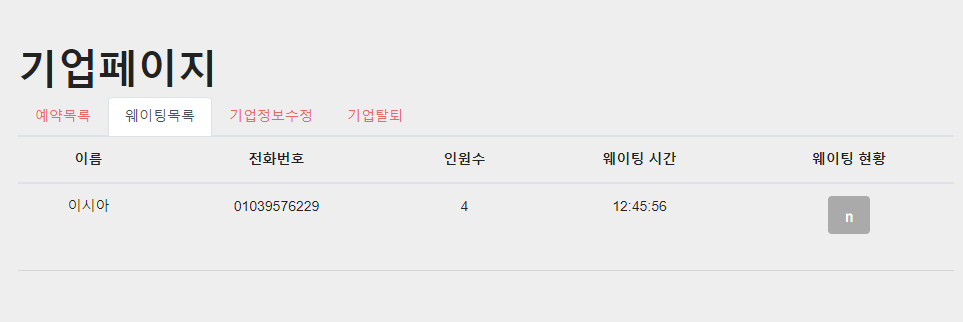 기업페이지
예약목록 웨이팅목록 기업정보수정 기업탈퇴
이름 전화번호 인원수 웨이팅 시간 웨이팅 현황
이시아 01039576229 4 12:45:56 n